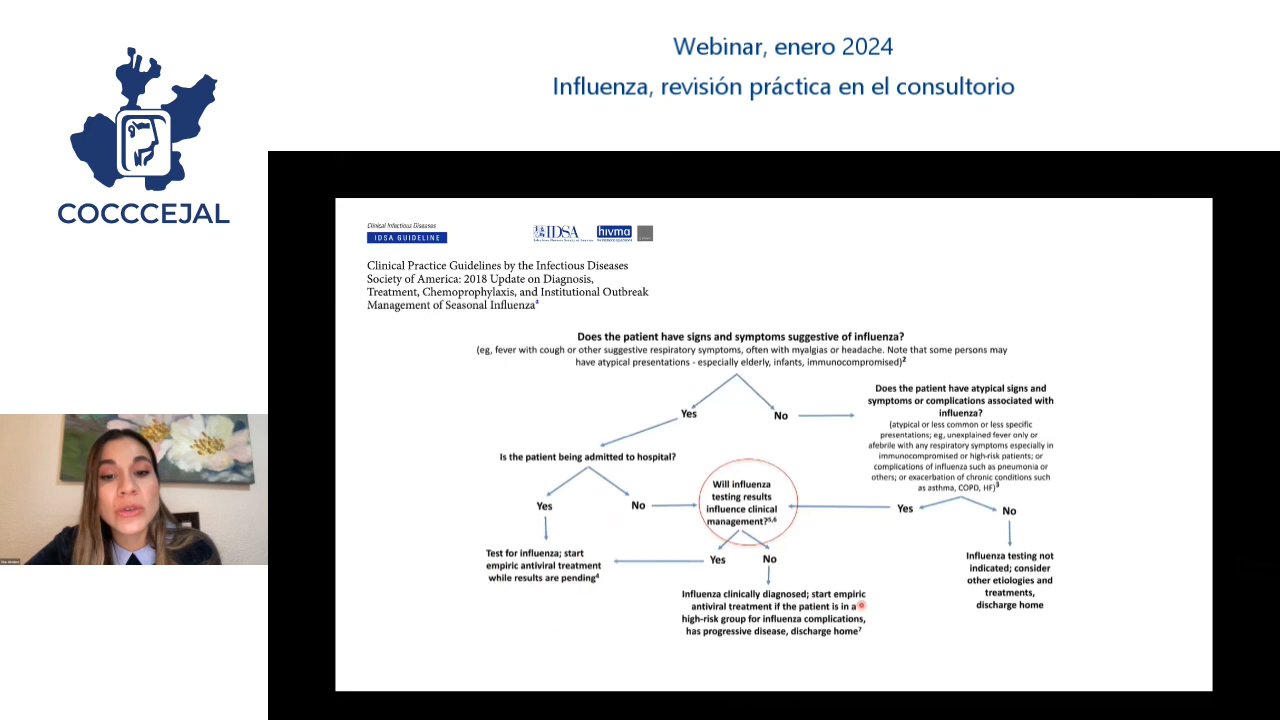 Webinar, enero 2024
Influenza, revisión práctica en el consultorio
COCCCEJAL
Clinical Infectious Diseases
IDSA GUIDELINE
IDSA
Infectious Diseases Society of America
hivma
Clinical Practice Guidelines by the Infectious Diseases
Society of America: 2018 Update on Diagnosis,
Treatment, Chemoprophylaxis, and Institutional Outbreak
Management of Seasonal Influenzaª
Does the patient have signs and symptoms suggestive of influenza?
(eg, fever with cough or other suggestive respiratory symptoms, often with myalgias or headache. Note that some persons may
have atypical presentations - especially elderly, infants, immunocompromised)²
Yes
No
Does the patient have atypical signs and
symptoms or complications associated with
influenza?
(atypical or less common or less specific
presentations; eg, unexplained fever only or
afebrile with any respiratory symptoms especially in
immunocompromised or high-risk patients; or
complications of influenza such as pneumonia or
others; or exacerbation of chronic conditions such
as asthma, COPD, HF)³
Is the patient being admitted to hospital?
Yes
No
Will influenza
testing results
influence clinical
management?⁵,⁶
Yes
No
Test for influenza; start
empiric antiviral treatment
while results are pending⁴
Yes
No
Influenza clinically diagnosed; start empiric
antiviral treatment if the patient is in a
high-risk group for influenza complications,
has progressive disease, discharge home⁷
Influenza testing not
indicated; consider
other etiologies and
treatments,
discharge home